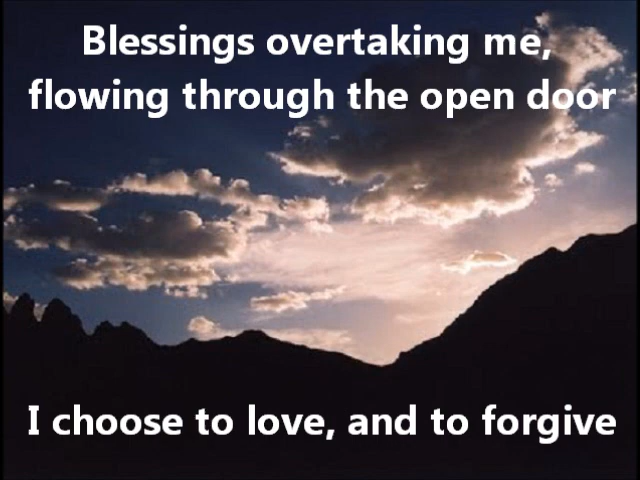 Blessings overtaking me,
flowing through the open door
I choose to love, and to forgive